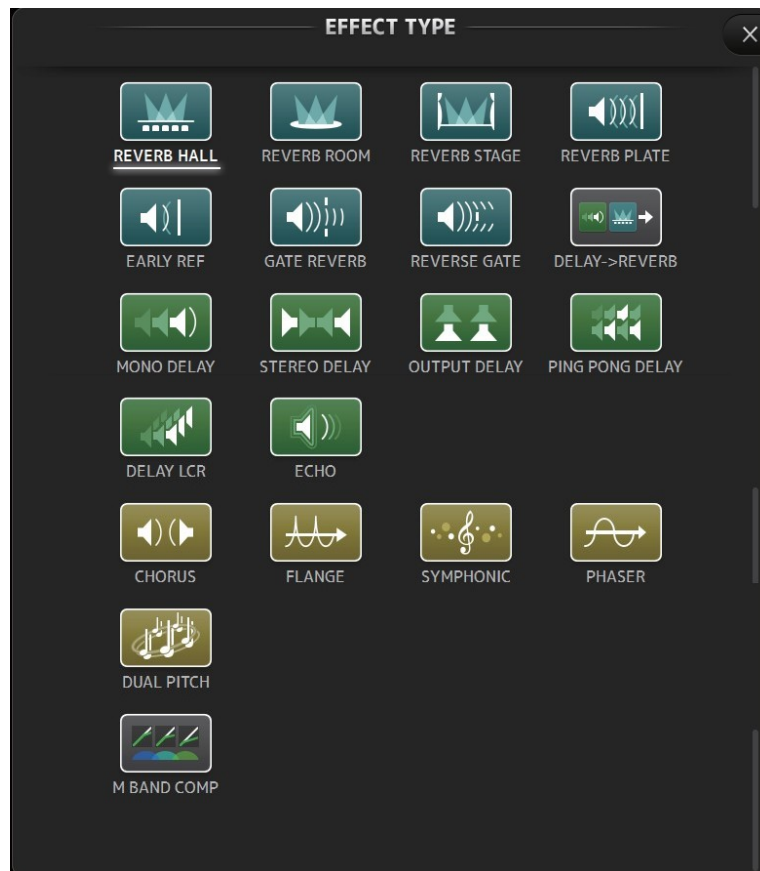 EFFECT TYPE
REVERB HALL REVERB ROOM REVERB STAGE REVERB PLATE
EARLY REF GATE REVERB REVERSE GATE DELAY->REVERB
MONO DELAY STEREO DELAY OUTPUT DELAY PING PONG DELAY
DELAY LCR ECHO
CHORUS FLANGE SYMPHONIC PHASER
DUAL PITCH
M BAND COMP